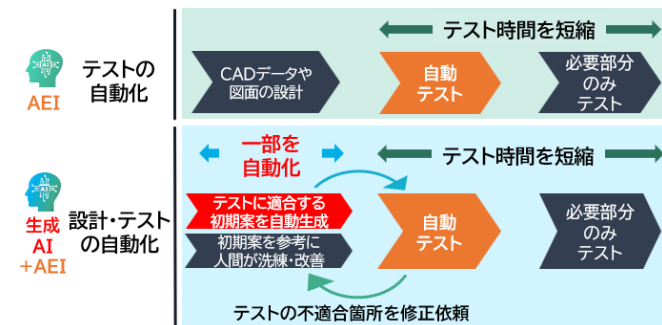 テスト時間を短縮
AEI
テストの
自動化
CADデータや
図面の設計
自動
テスト
必要部分
のみ
テスト
一部を
自動化
テスト時間を短縮
生成
AI
+AEI
設計・テスト
の自動化
テストに適合する
初期案を自動生成
初期案を参考に
人間が洗練・改善
自動
テスト
必要部分
のみ
テスト
テストの不適合箇所を修正依頼